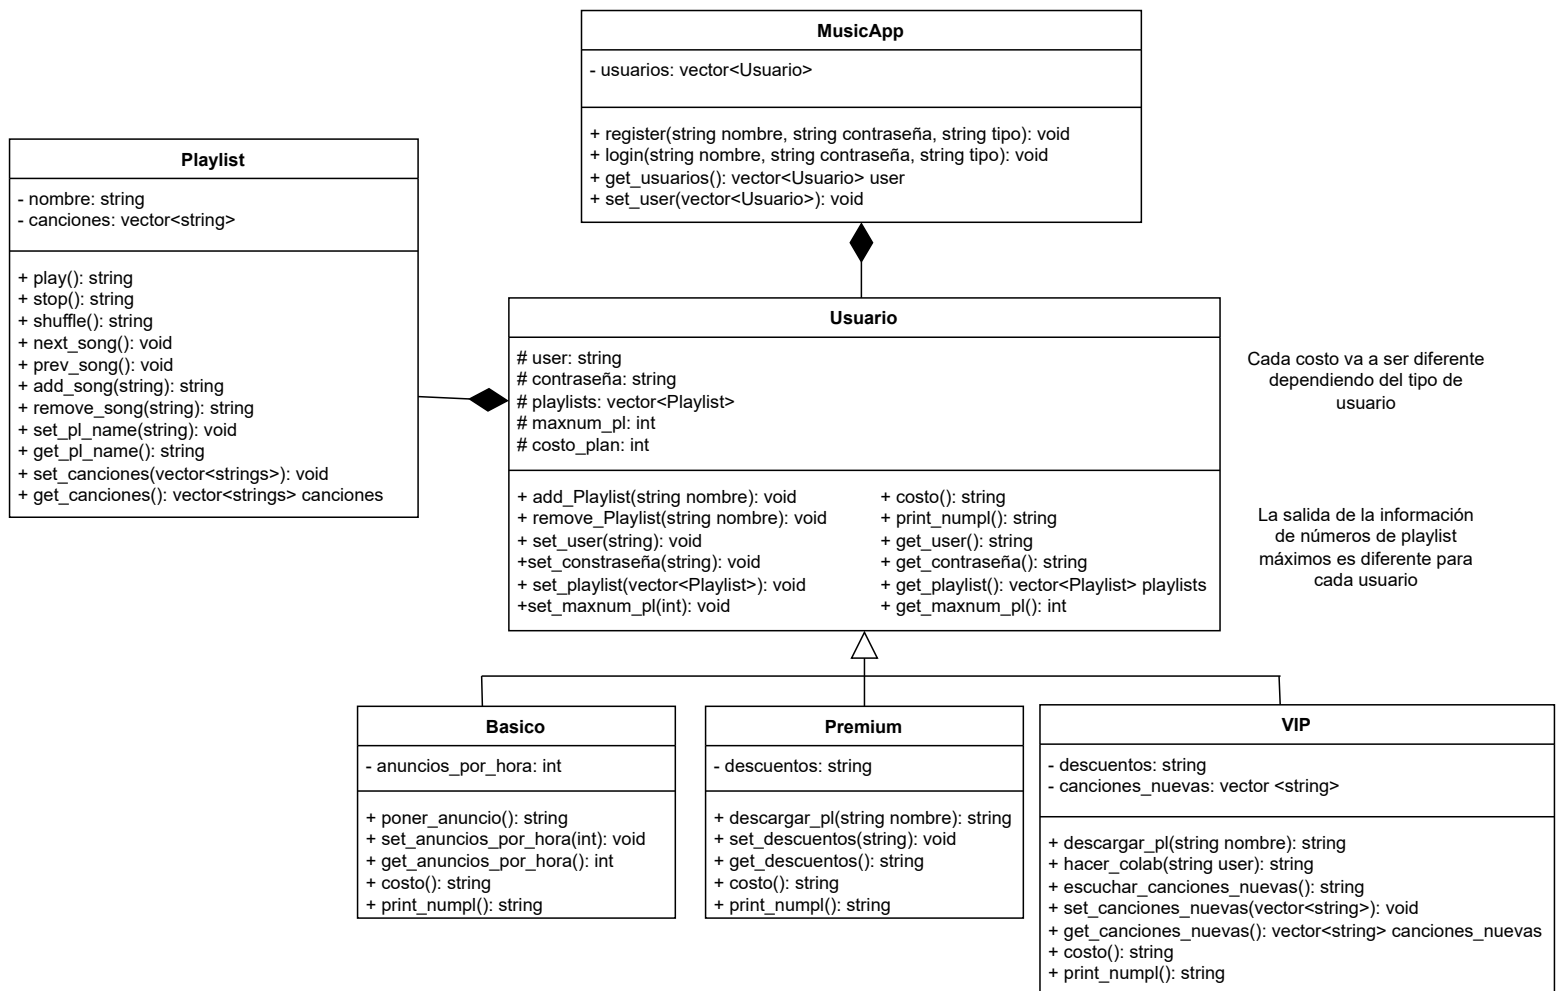 MusicApp
- usuarios: vector<Usuario>
+ register(string nombre, string contraseña, string tipo): void
+ login(string nombre, string contraseña, string tipo): void
+ get_usuarios(): vector<Usuario> user
+ set_user(vector<Usuario>): void
Playlist
- nombre: string
- canciones: vector<string>
+ play(): string
+ stop(): string
+ shuffle(): string
+ next_song(): void
+ prev_song(): void
+ add_song(string): string
+ remove_song(string): string
+ set_pl_name(string): void
+ get_pl_name(): string
+ set_canciones(vector<strings>): void
+ get_canciones(): vector<strings> canciones
Usuario
# user: string
# contraseña: string
# playlists: vector<Playlist>
# maxnum_pl: int
# costo_plan: int
+ add_Playlist(string nombre): void
+ remove_Playlist(string nombre): void
+ set_user(string): void
+set_constraseña(string): void
+ set_playlist(vector<Playlist>): void
+set_maxnum_pl(int): void
+ costo(): string
+ print_numpl(): string
+ get_user(): string
+ get_contraseña(): string
+ get_playlist(): vector<Playlist> playlists
+ get_maxnum_pl(): int
Cada costo va a ser diferente
dependiendo del tipo de
usuario
La salida de la información
de números de playlist
máximos es diferente para
cada usuario
Basico
- anuncios_por_hora: int
+ poner_anuncio(): string
+ set_anuncios_por_hora(int): void
+ get_anuncios_por_hora(): int
+ costo(): string
+ print_numpl(): string
Premium
- descuentos: string
+ descargar_pl(string nombre): string
+ set_descuentos(string): void
+ get_descuentos(): string
+ costo(): string
+ print_numpl(): string
VIP
- descuentos: string
- canciones_nuevas: vector <string>
+ descargar_pl(string nombre): string
+ hacer_colab(string user): string
+ escuchar_canciones_nuevas(): string
+ set_canciones_nuevas(vector<string>): void
+ get_canciones_nuevas(): vector<string> canciones_nuevas
+ costo(): string
+ print_numpl(): string